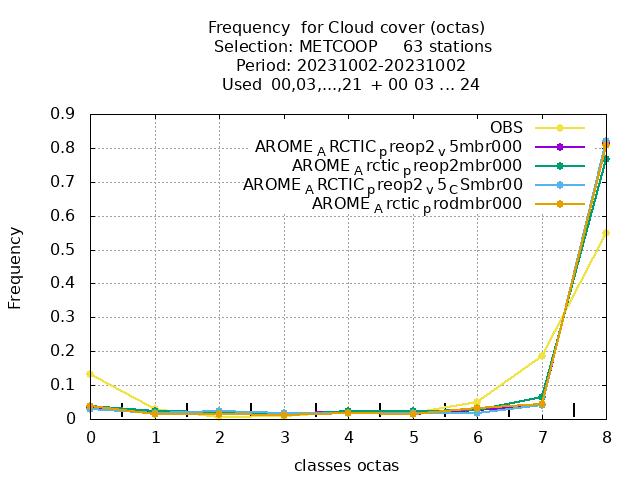 Frequency  for Cloud cover (octas)
Selection: METCOOP     63 stations
Period: 20231002-20231002
Used  00,03,...,21  + 00 03 ... 24
0.9
0.8
0.7
0.6
0.5
0.4
0.3
0.2
0.1
0
Frequency
OBS
AROME_ARCTIC_preop2_v5mbr000
AROME_Arctic_preop2mbr000
AROME_ARCTIC_preop2_v5_CSmbr00
AROME_Arctic_prodmbr000
0 1 2 3 4 5 6 7 8
classes octas